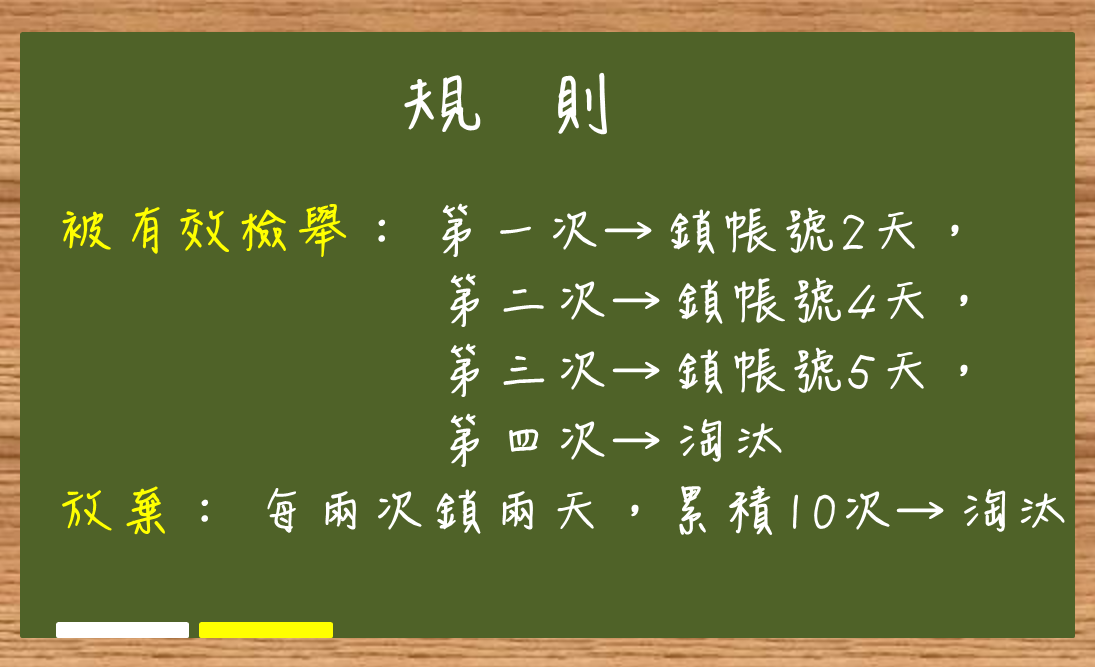 規 則
被有效檢舉：第一次→鎖帳號2天，
第二次→鎖帳號4天，
第三次→鎖帳號5天，
第四次→淘汰
放棄：每兩次鎖兩天，累積10次→淘汰